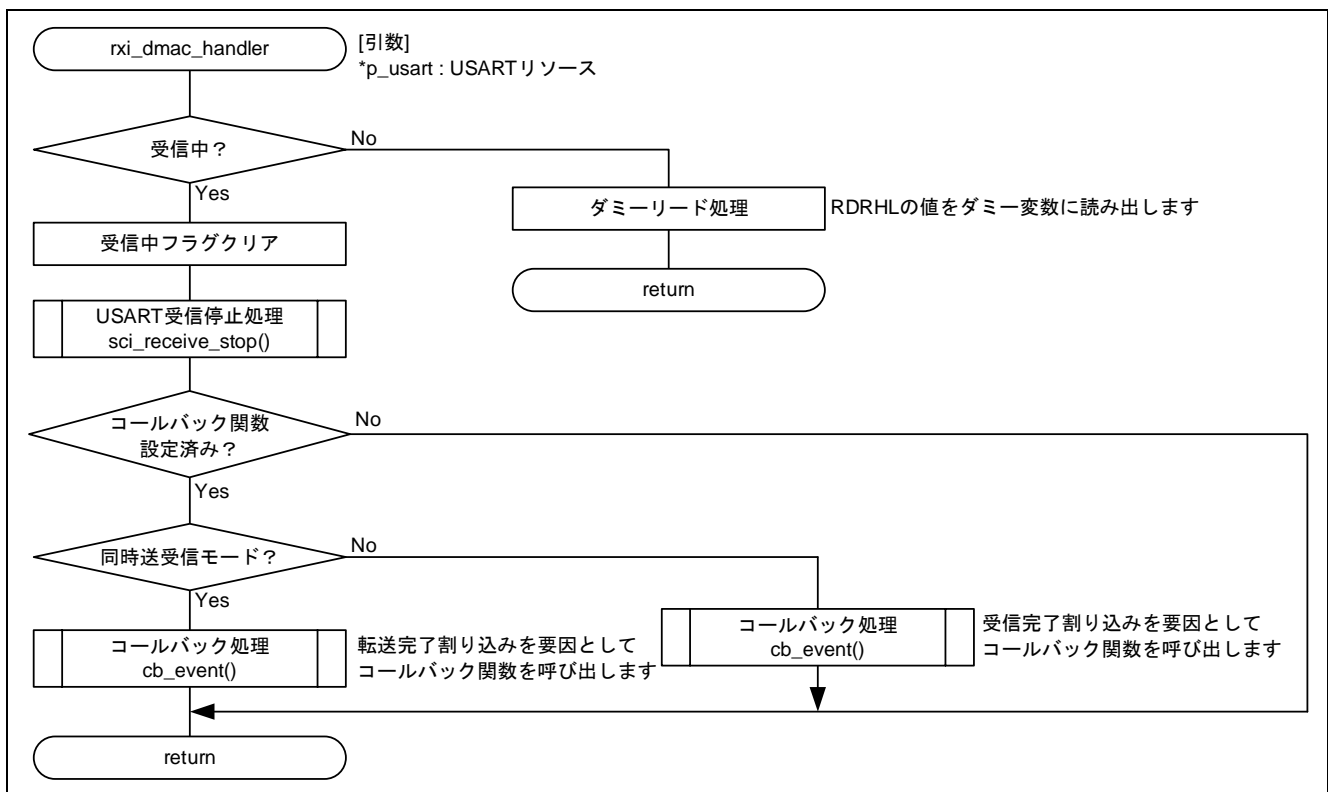 rxi_dmac_handler
[引数]
*p_usart : USARTリソース
受信中？
No
Yes
ダミーリード処理
RDRHLの値をダミー変数に読み出します
受信中フラグクリア
return
USART受信停止処理
sci_receive_stop()
コールバック関数
設定済み？
No
Yes
同時送受信モード？
No
Yes
コールバック処理
cb_event()
転送完了割り込みを要因として
コールバック関数を呼び出します
コールバック処理
cb_event()
受信完了割り込みを要因として
コールバック関数を呼び出します
return